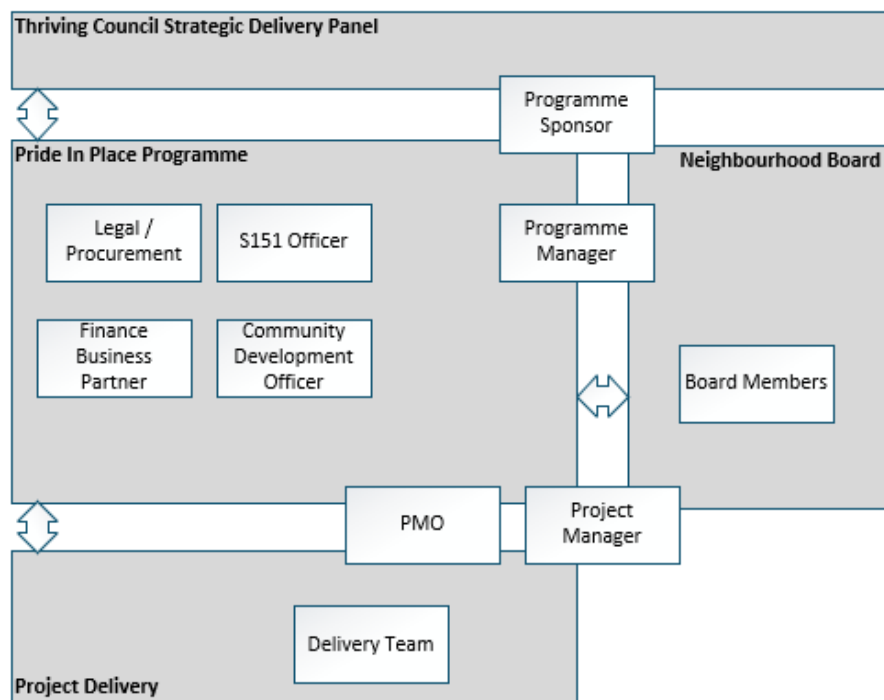 Thriving Council Strategic Delivery Panel
Programme
Sponsor
Pride In Place Programme
Neighbourhood Board
Legal /
Procurement
S151 Officer
Programme
Manager
Finance
Business
Partner
Community
Development
Officer
Board Members
PMO
Project
Manager
Delivery Team
Project Delivery